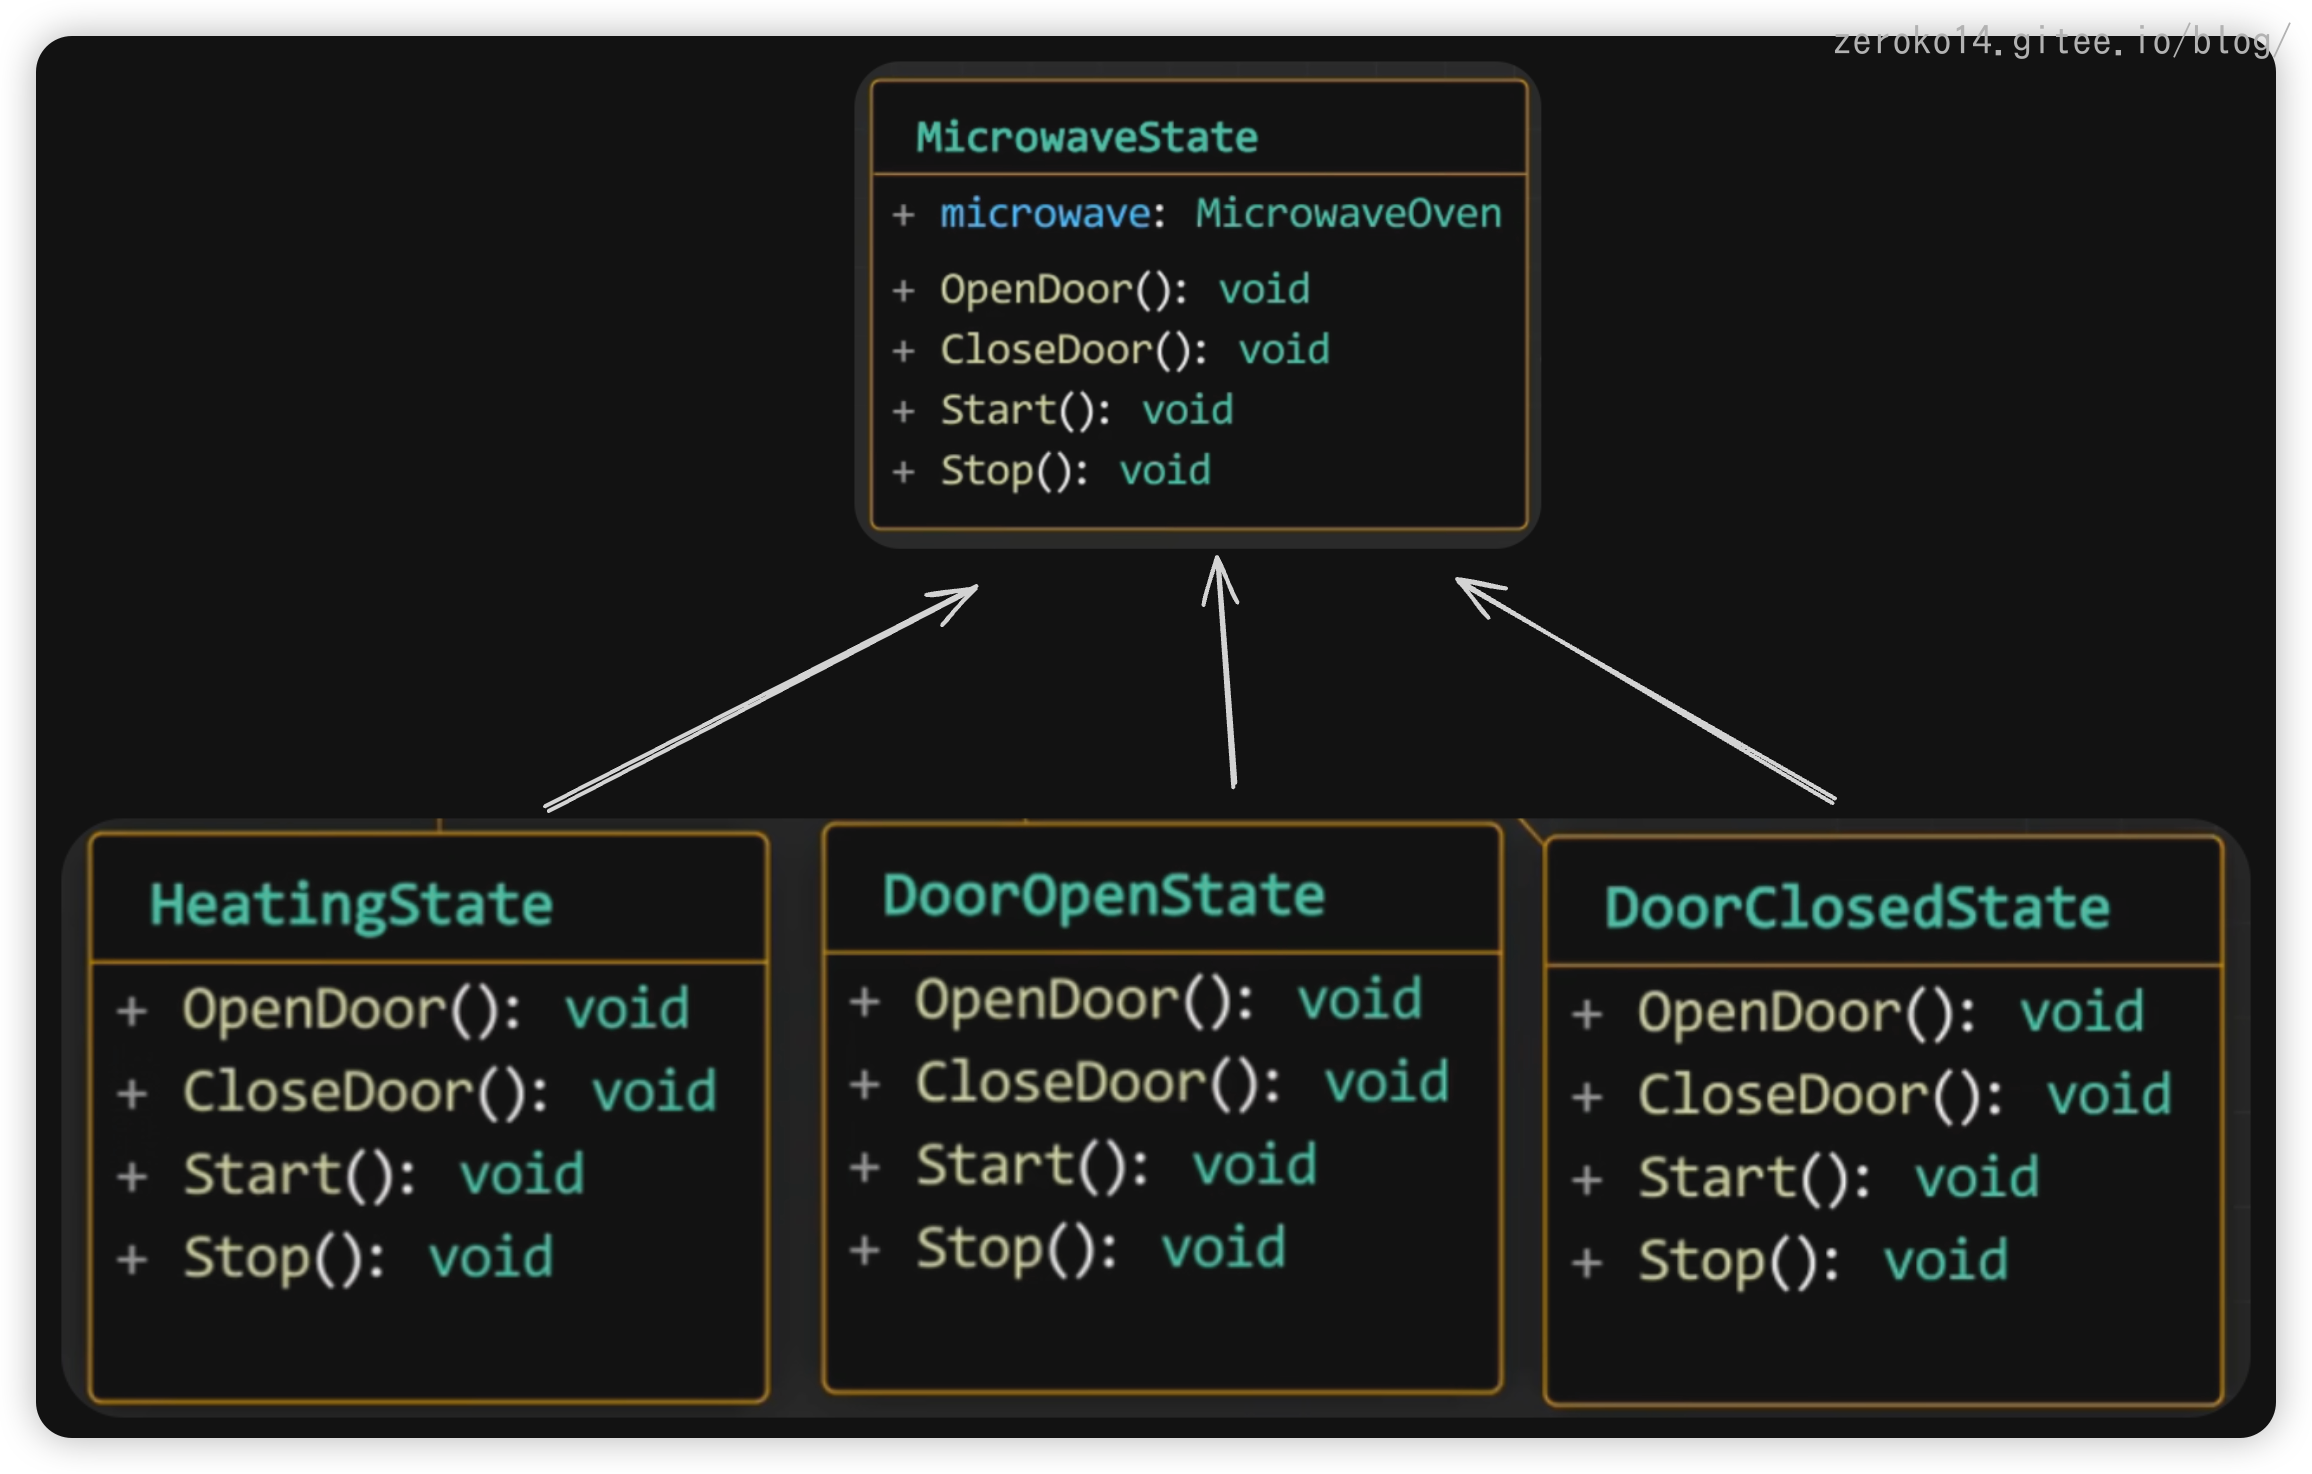 zeroko14.gitee.io/blog/
MicrowaveState
+ microwave: MicrowaveOven
+ OpenDoor(): void
+ CloseDoor(): void
+ Start(): void
+ Stop(): void
HeatingState
+ OpenDoor(): void
+ CloseDoor(): void
+ Start(): void
+ Stop(): void
DoorOpenState
+ OpenDoor(): void
+ CloseDoor(): void
+ Start(): void
+ Stop(): void
DoorClosedState
+ OpenDoor(): void
+ CloseDoor(): void
+ Start(): void
+ Stop(): void